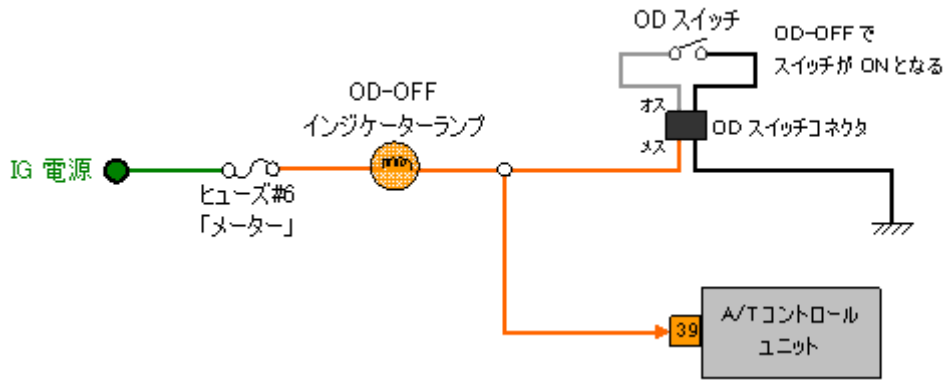 OD スイッチ
OD-OFF で
スイッチが ONとなる
OD-OFF
インジケーターランプ
オス
メス
OD スイッチコネクタ
IG 電源
ヒューズ#6
「メーター」
39
A/Tコントロール
ユニット